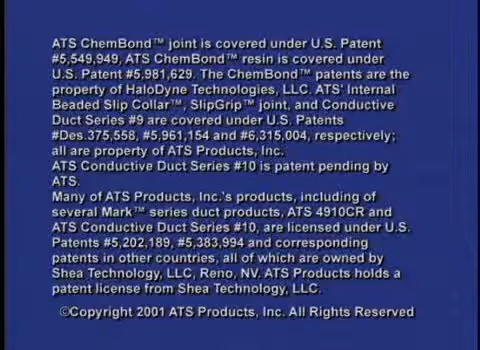 ATS ChemBond™ joint is covered under U.S. Patent
#5,549,949, ATS ChemBond™ resin is covered under
U.S. Patent #5,981,629. The ChemBond™ patents are the
property of HaloDyne Technologies, LLC. ATS' Internal
Beaded Slip Collar™, SlipGrip™ joint, and Conductive
Duct Series #9 are covered under U.S. Patents
#Des.375,558, #5,961,154 and #6,315,004, respectively;
all are property of ATS Products, Inc.
ATS Conductive Duct Series #10 is patent pending by
ATS.
Many of ATS Products, Inc.'s products, including of
several Mark™ series duct products, ATS 4910CR and
ATS Conductive Duct Series #10, are licensed under U.S.
Patents #5,202,189, #5,383,994 and corresponding
patents in other countries, all of which are owned by
Shea Technology, LLC, Reno, NV. ATS Products holds a
patent license from Shea Technology, LLC.
©Copyright 2001 ATS Products, Inc. All Rights Reserved